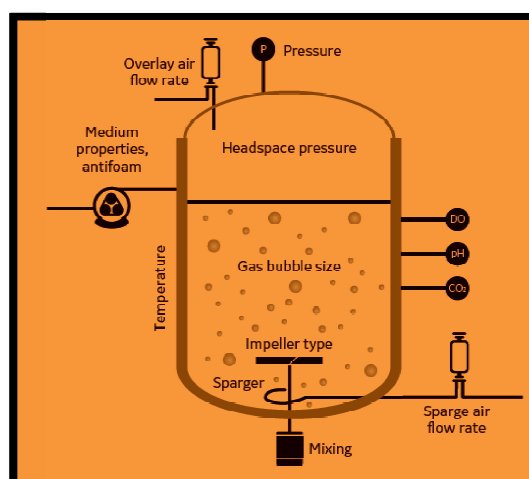 P
Pressure
Overlay air
flow rate
Medium
properties,
antifoam
Headspace pressure
DO
pH
CO₂
Temperature
Gas bubble size
Impeller type
Sparger
Sparge air
flow rate
Mixing